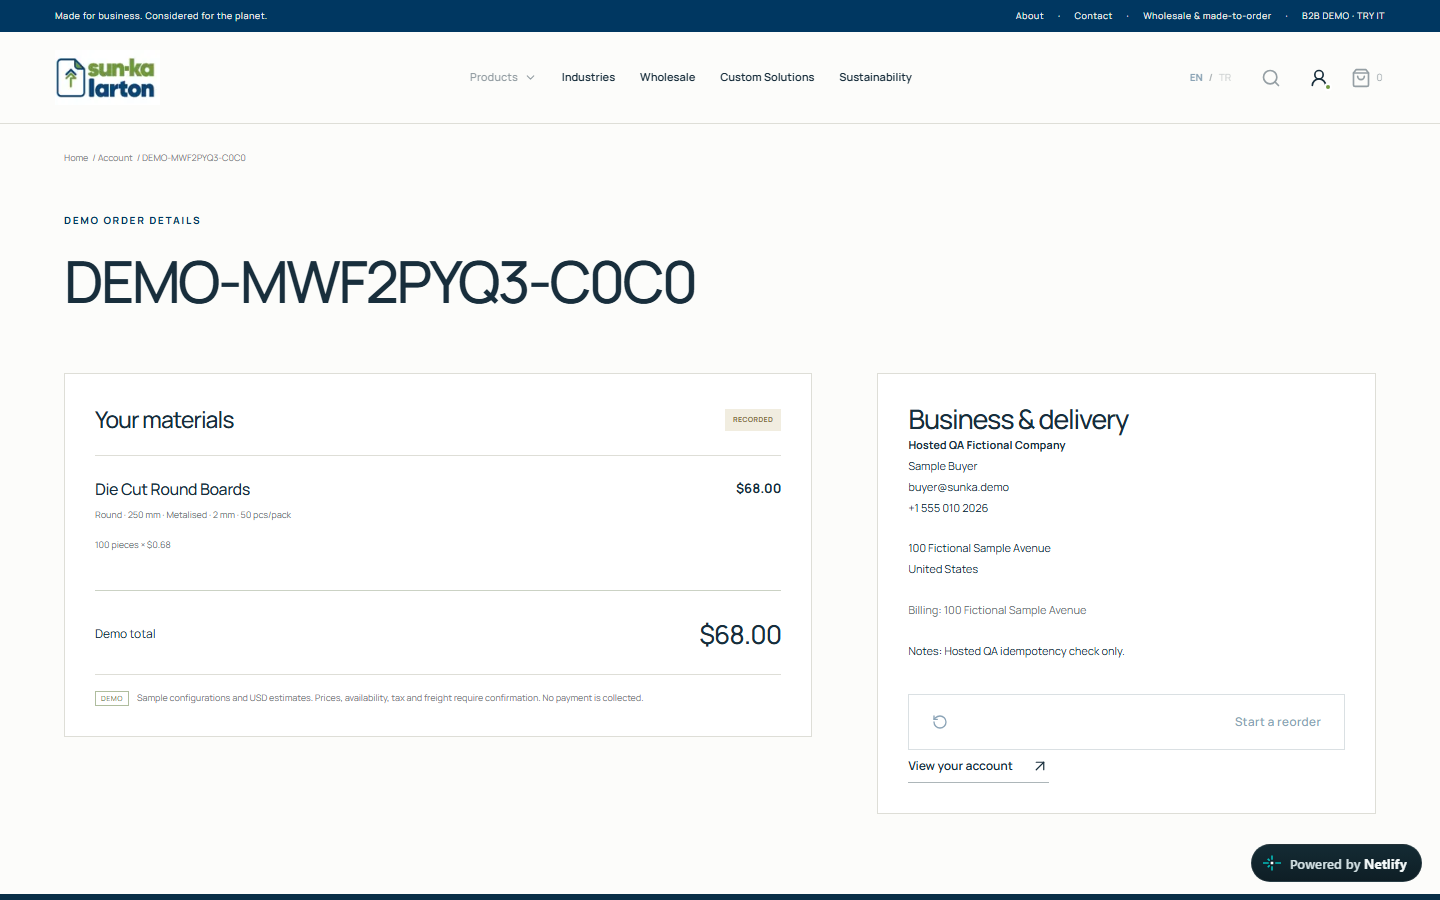 Made for business. Considered for the planet.
About · Contact · Wholesale & made-to-order · B2B DEMO - TRY IT
sun·ka
larton
Products Industries Wholesale Custom Solutions Sustainability
EN / TR
0
Home / Account / DEMO-MWF2PYQ3-C0C0
DEMO ORDER DETAILS
DEMO-MWF2PYQ3-C0C0
Your materials
RECORDED
Die Cut Round Boards
$68.00
Round · 250 mm · Metalised · 2 mm · 50 pcs/pack
100 pieces × $0.68
Demo total
$68.00
DEMO Sample configurations and USD estimates. Prices, availability, tax and freight require confirmation. No payment is collected.
Business & delivery
Hosted QA Fictional Company
Sample Buyer
buyer@sunka.demo
+1 555 010 2026
100 Fictional Sample Avenue
United States
Billing: 100 Fictional Sample Avenue
Notes: Hosted QA idempotency check only.
Start a reorder
View your account
Powered by Netlify